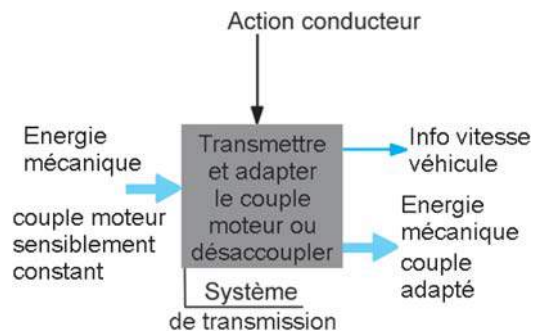 Action conducteur
Energie
mécanique
couple moteur
sensiblement
constant
Transmettre
et adapter
le couple
moteur ou
désaccoupler
Info vitesse
véhicule
Energie
mécanique
couple
adapté
Système
de transmission